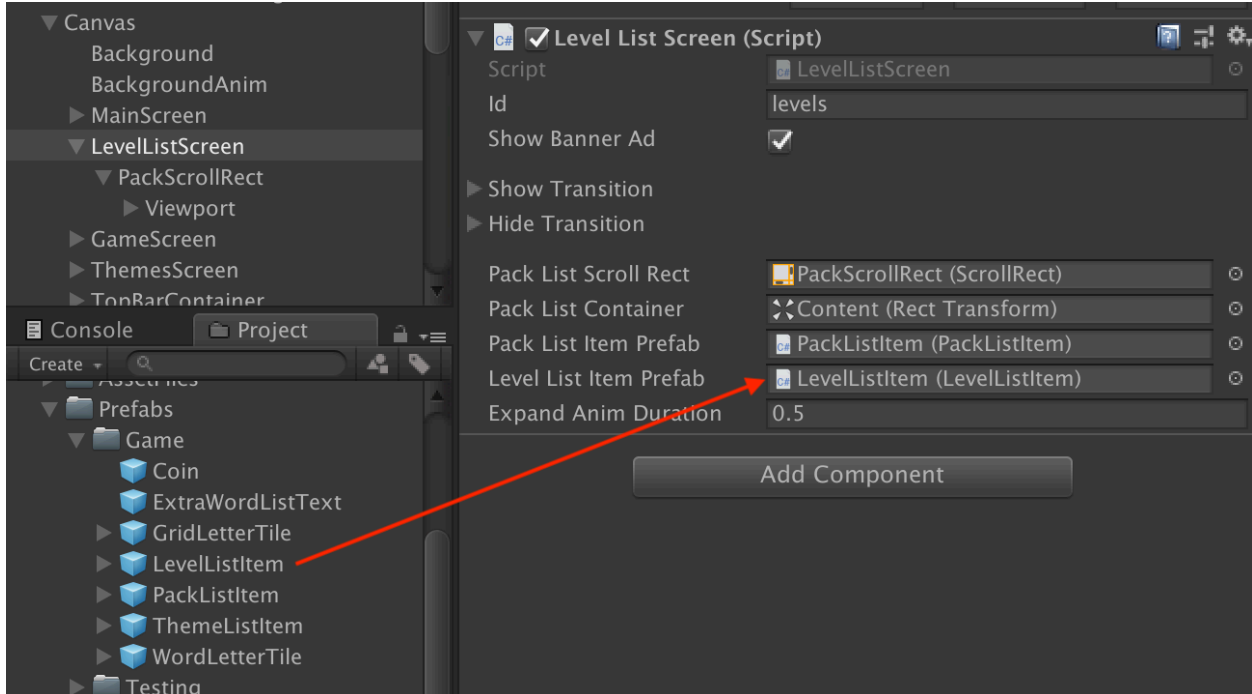 Canvas
Background
BackgroundAnim
MainScreen
LevelListScreen
PackScrollRect
Viewport
GameScreen
ThemesScreen
TopBarContainer
Console
Project
Create
AssetFiles
Prefabs
Game
Coin
ExtraWordListText
GridLetterTile
LevelListItem
PackListItem
ThemeListItem
WordLetterTile
Testing
C# Level List Screen (Script)
Script C# LevelListScreen
Id levels
Show Banner Ad
Show Transition
Hide Transition
Pack List Scroll Rect PackScrollRect (ScrollRect)
Pack List Container Content (Rect Transform)
Pack List Item Prefab C# PackListItem (PackListItem)
Level List Item Prefab C# LevelListItem (LevelListItem)
Expand Anim Duration 0.5
Add Component